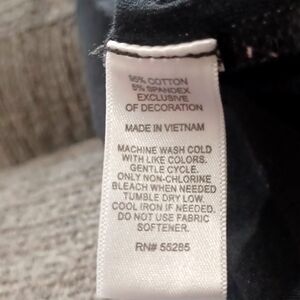 95% COTTON
5% SPANDEX
EXCLUSIVE
OF DECORATION
MADE IN VIETNAM
MACHINE WASH COLD
WITH LIKE COLORS.
GENTLE CYCLE.
ONLY NON-CHLORINE
BLEACH WHEN NEEDED
TUMBLE DRY LOW.
COOL IRON IF NEEDED.
DO NOT USE FABRIC
SOFTENER.
RN# 55285